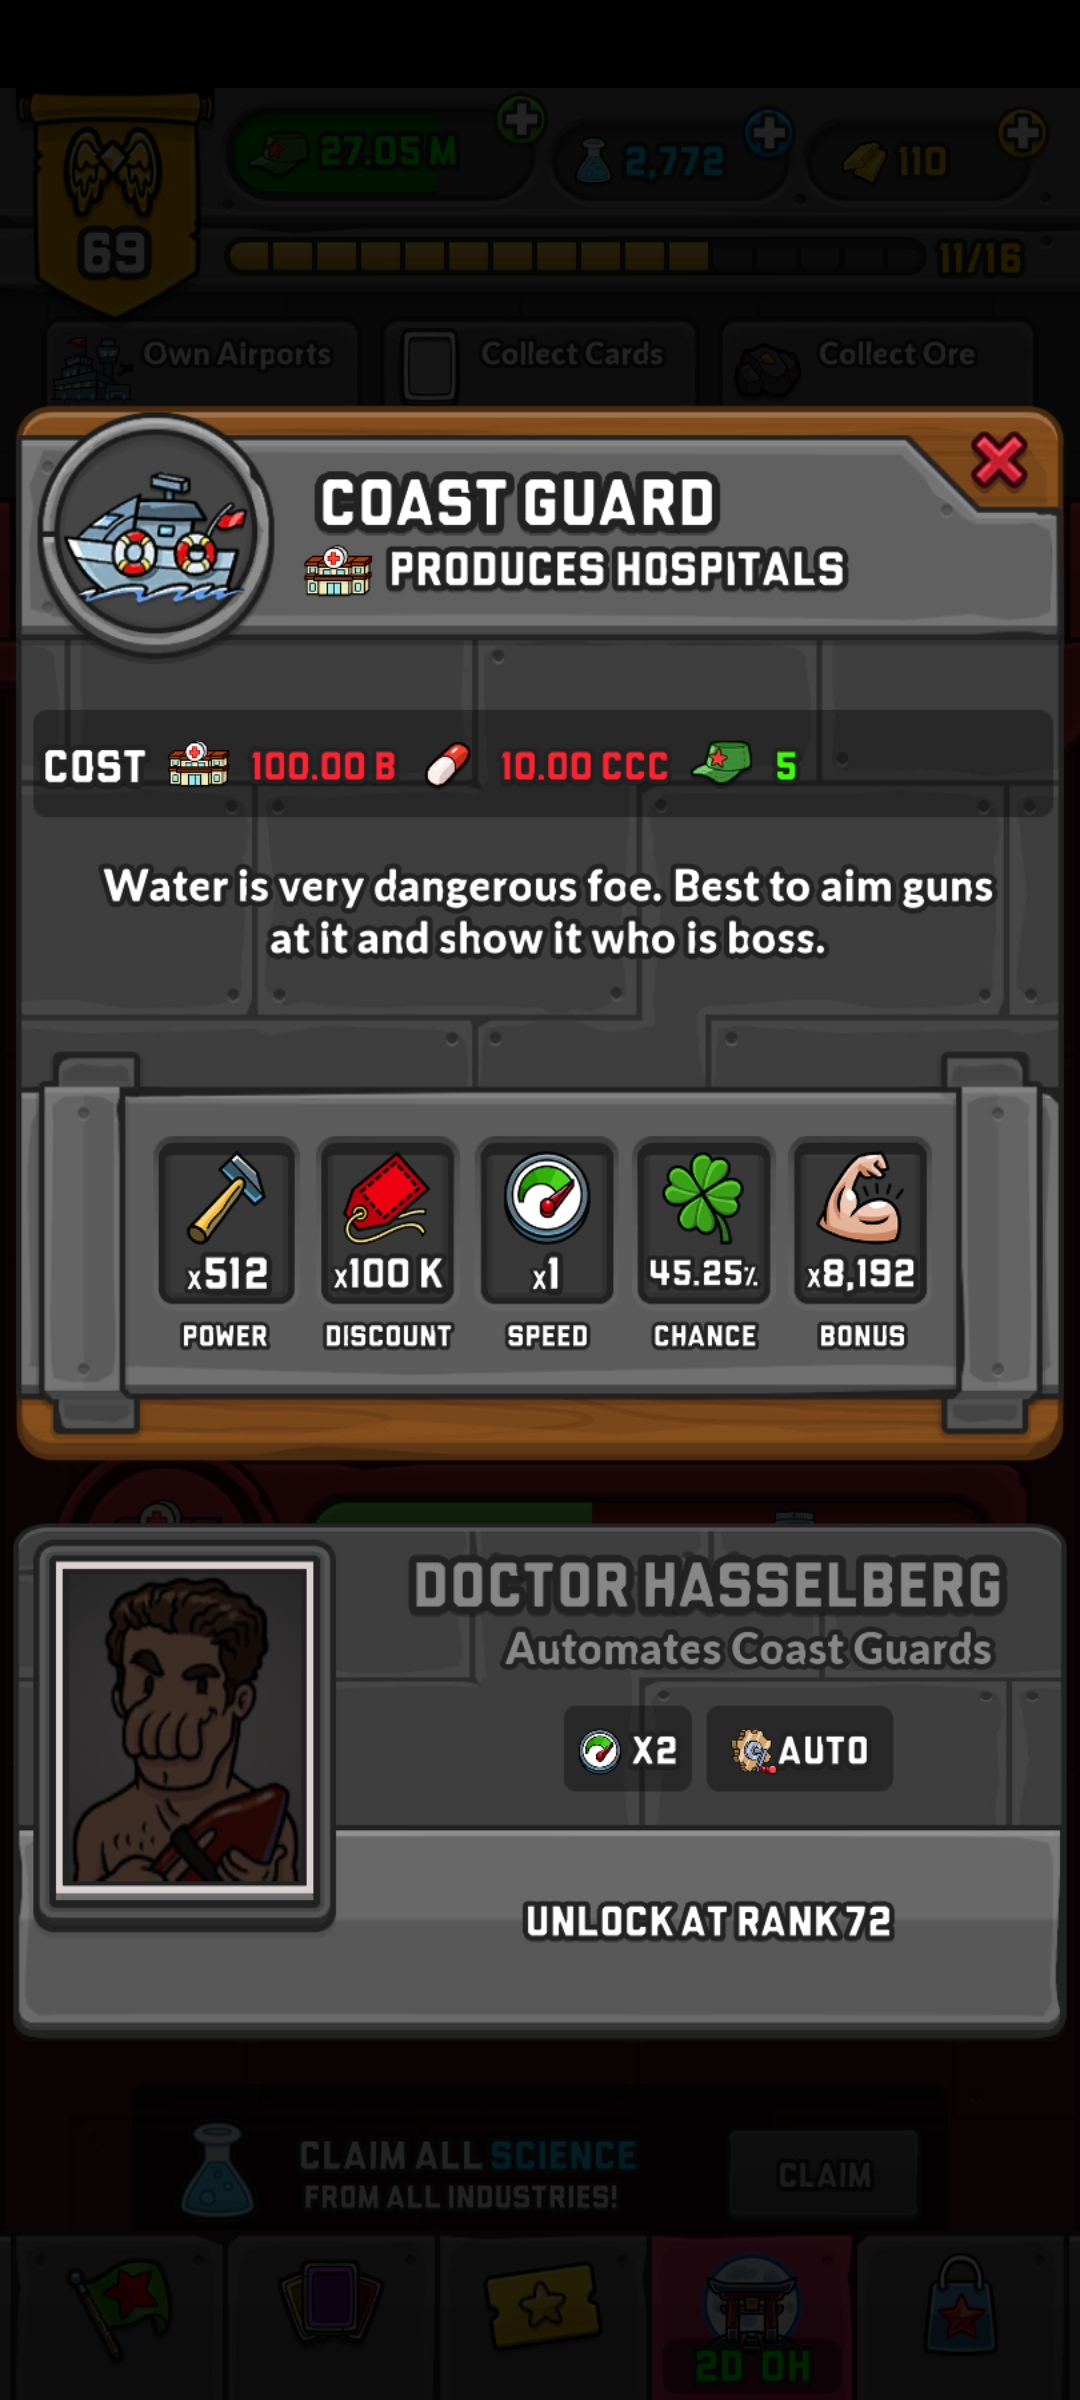 27.05 M
2,772
110
69
11/16
Own Airports
Collect Cards
Collect Ore
COAST GUARD
PRODUCES HOSPITALS
COST 100.00 B 10.00 CCC 5
Water is very dangerous foe. Best to aim guns
at it and show it who is boss.
x512
x100 K
x1
45.25%
x8,192
POWER
DISCOUNT
SPEED
CHANCE
BONUS
DOCTOR HASSELBERG
Automates Coast Guards
X2
AUTO
UNLOCK AT RANK 72
CLAIM ALL SCIENCE
FROM ALL INDUSTRIES!
CLAIM
2D 0H